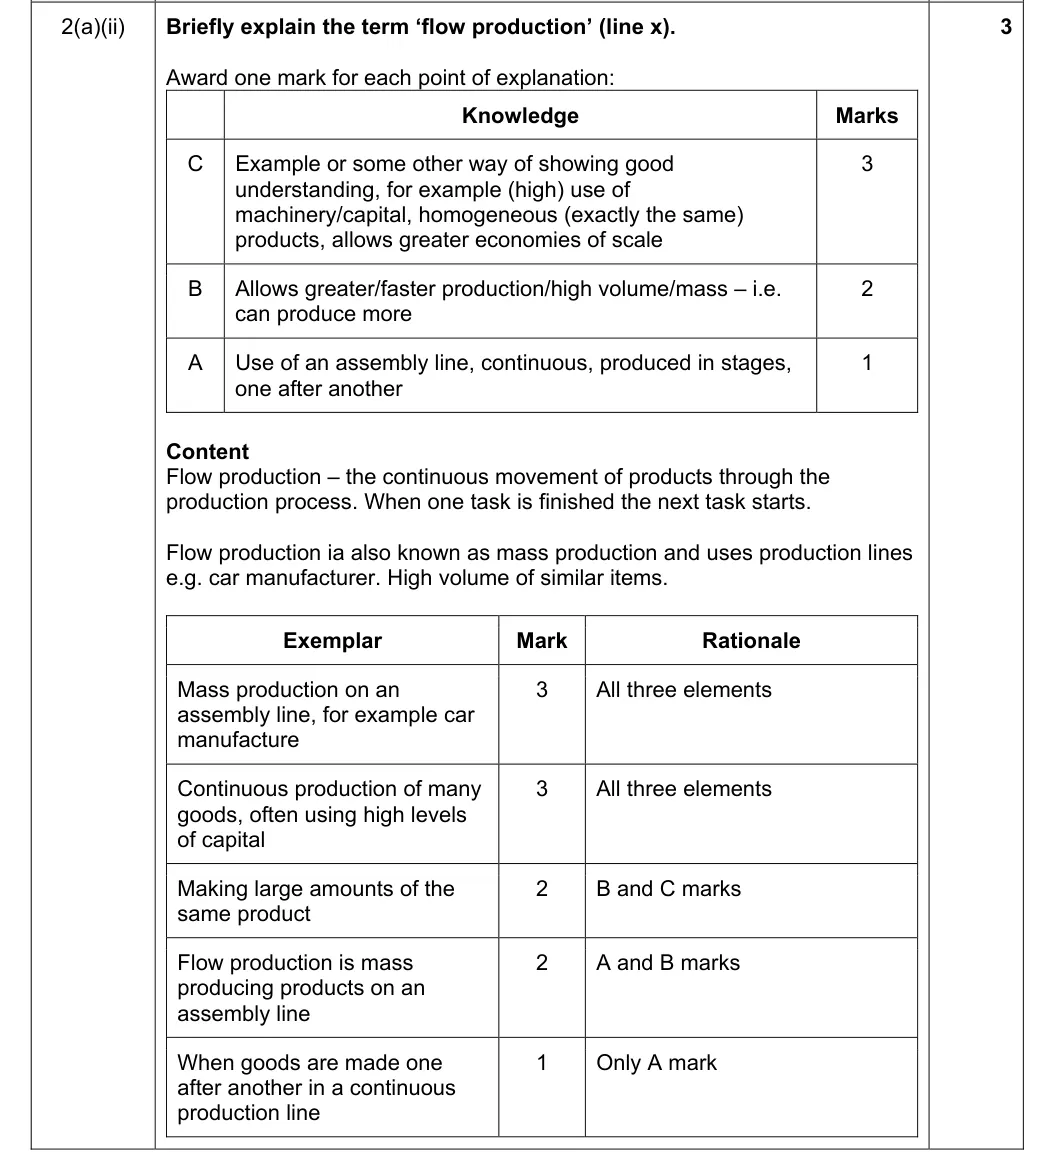 2(a)(ii) Briefly explain the term ‘flow production’ (line x). 3
Award one mark for each point of explanation:
Knowledge Marks
C Example or some other way of showing good 3
understanding, for example (high) use of
machinery/capital, homogeneous (exactly the same)
products, allows greater economies of scale
B Allows greater/faster production/high volume/mass – i.e. 2
can produce more
A Use of an assembly line, continuous, produced in stages, 1
one after another
Content
Flow production – the continuous movement of products through the
production process. When one task is finished the next task starts.
Flow production ia also known as mass production and uses production lines
e.g. car manufacturer. High volume of similar items.
Exemplar Mark Rationale
Mass production on an 3 All three elements
assembly line, for example car
manufacture
Continuous production of many 3 All three elements
goods, often using high levels
of capital
Making large amounts of the 2 B and C marks
same product
Flow production is mass 2 A and B marks
producing products on an
assembly line
When goods are made one 1 Only A mark
after another in a continuous
production line